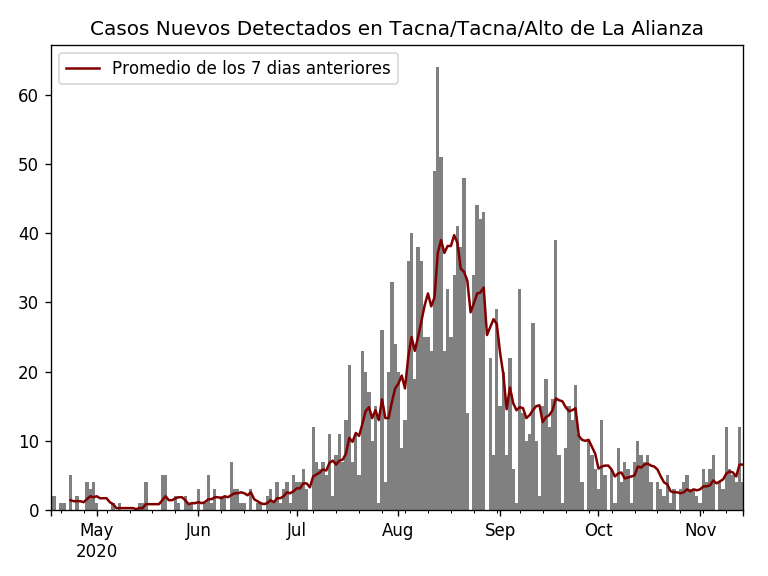 Casos Nuevos Detectados en Tacna/Tacna/Alto de La Alianza
Promedio de los 7 dias anteriores
60
50
40
30
20
10
0
May Jun Jul Aug Sep Oct Nov
2020